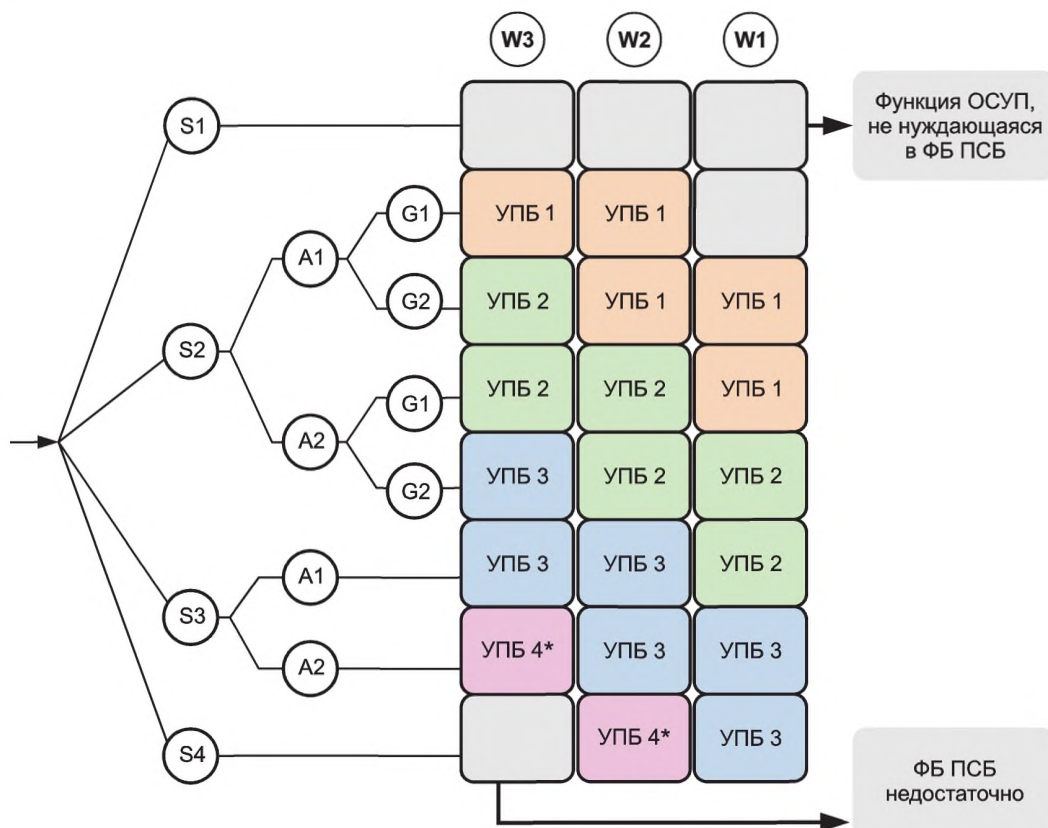 W3 W2 W1
S1
Функция ОСУП,
не нуждающаяся
в ФБ ПСБ
G1 УПБ 1 УПБ 1
A1
G2 УПБ 2 УПБ 1 УПБ 1
S2
G1 УПБ 2 УПБ 2 УПБ 1
A2
G2 УПБ 3 УПБ 2 УПБ 2
A1 УПБ 3 УПБ 3 УПБ 2
S3
A2 УПБ 4* УПБ 3 УПБ 3
S4 УПБ 4* УПБ 3
ФБ ПСБ
недостаточно